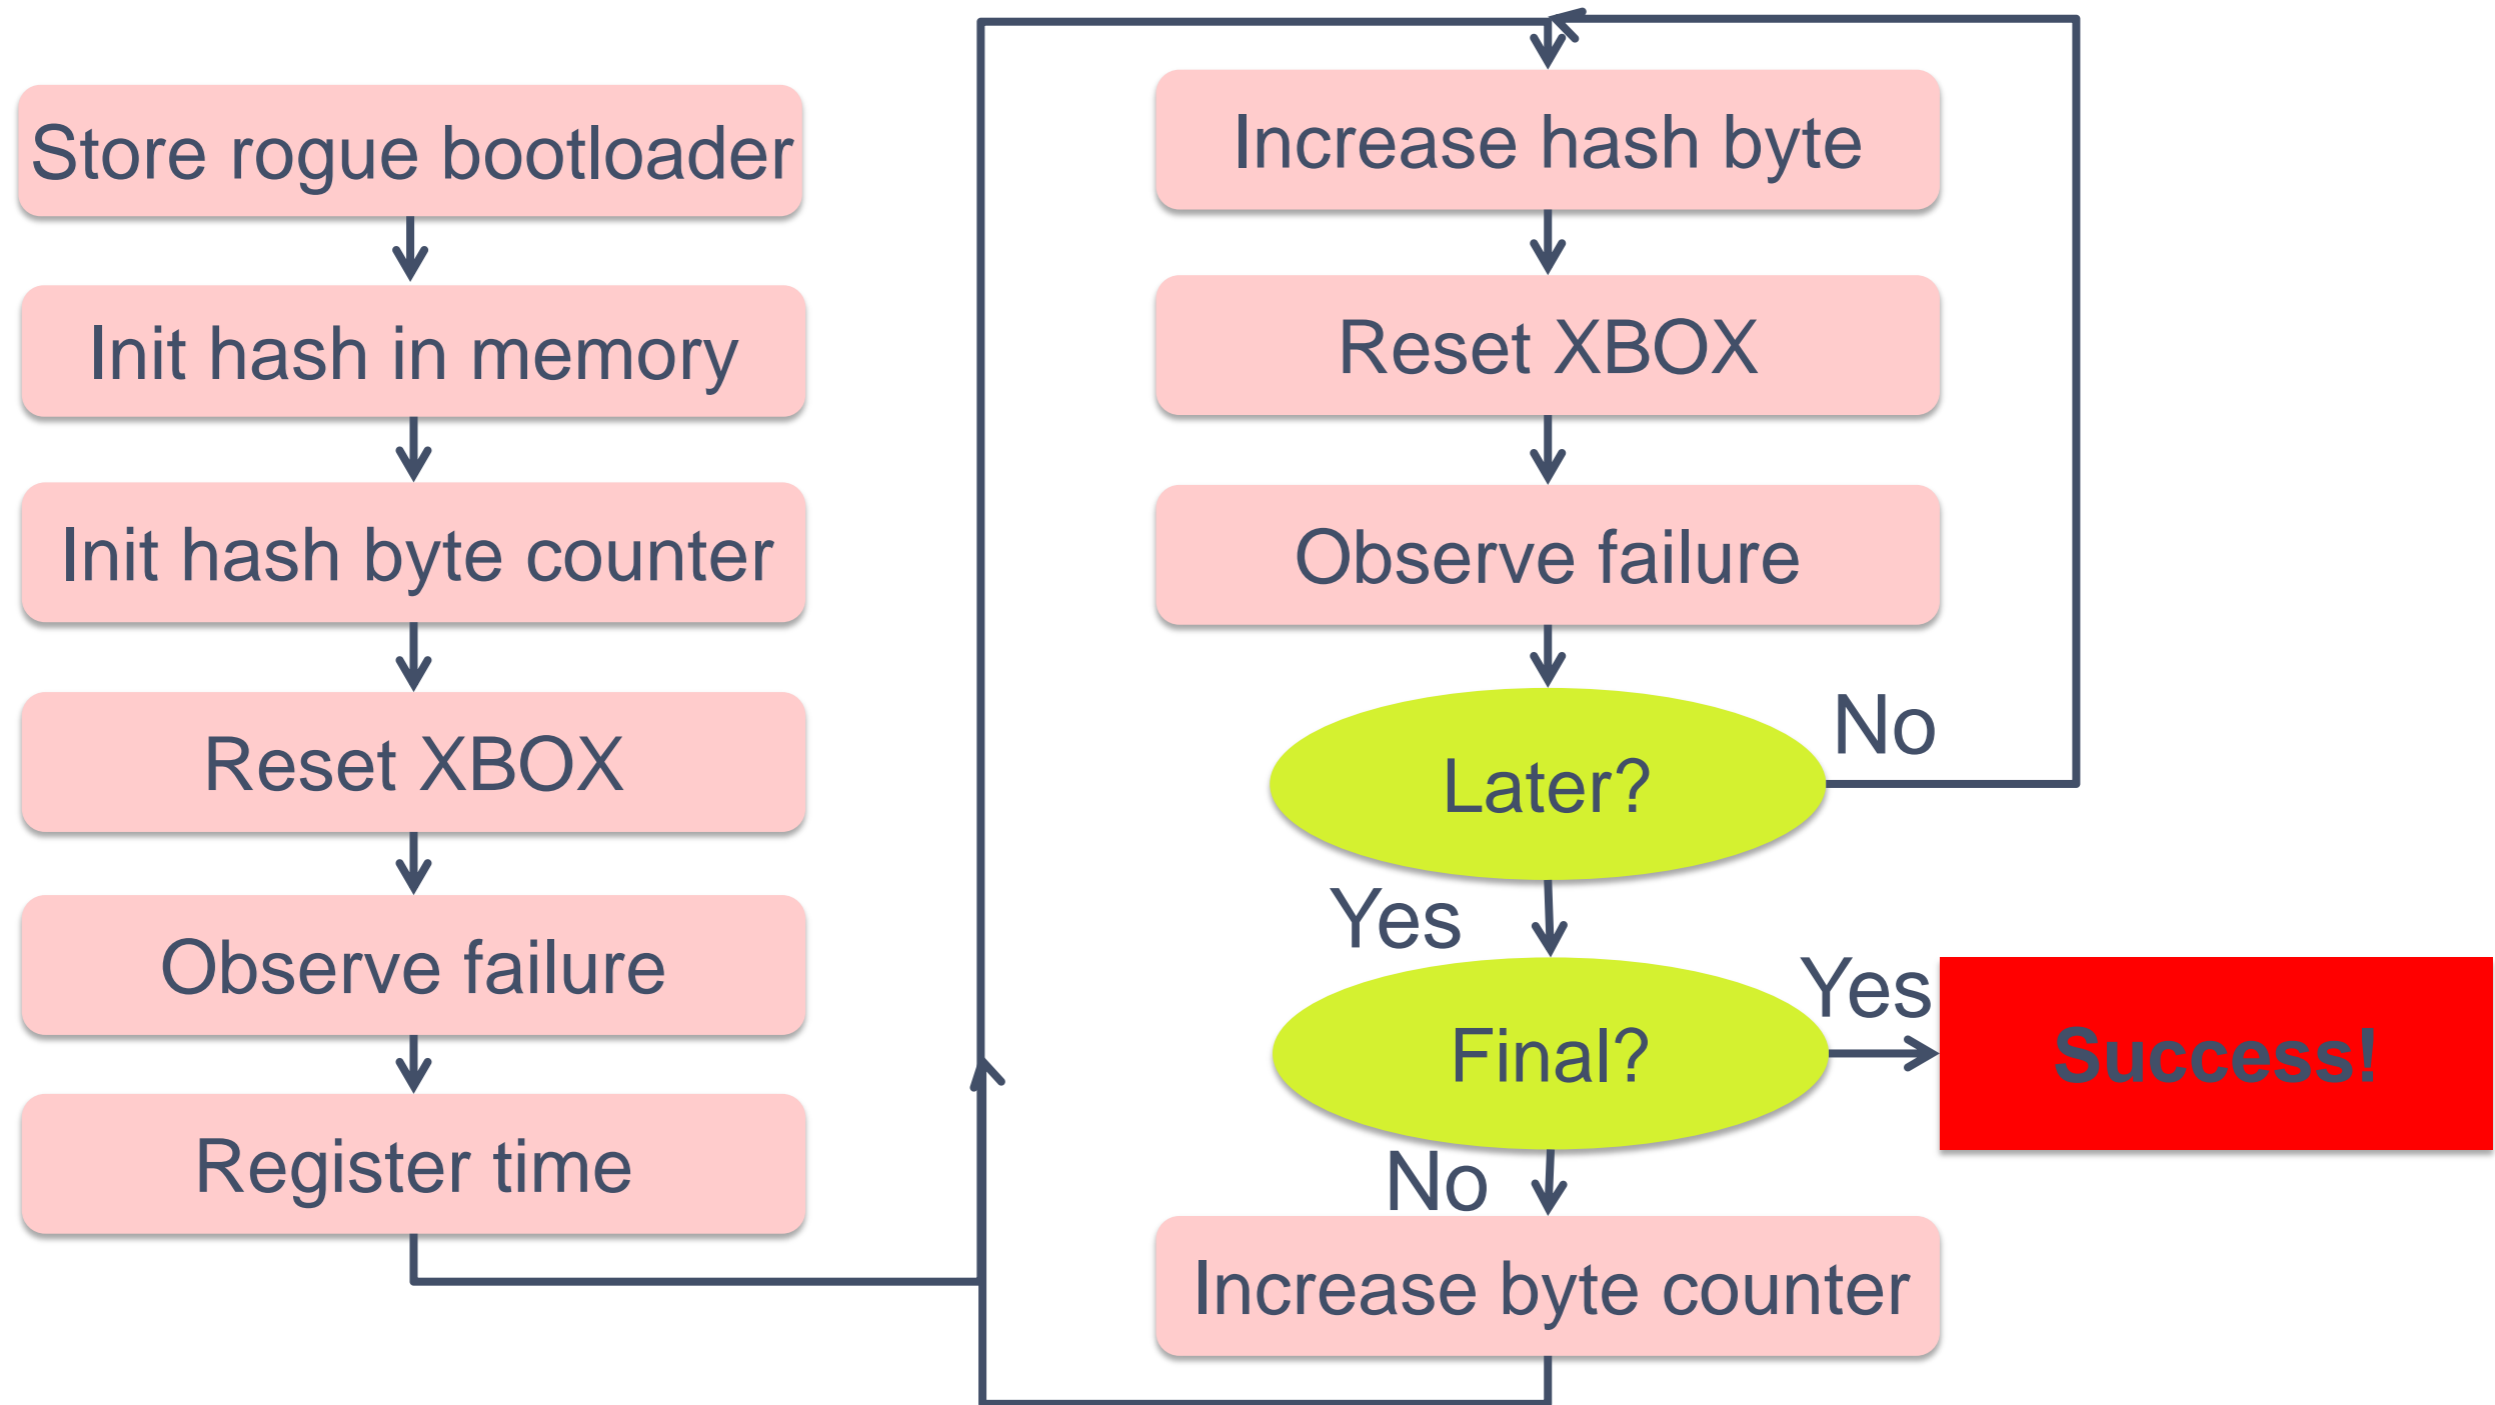 Store rogue bootloader
Init hash in memory
Init hash byte counter
Reset XBOX
Observe failure
Register time
Increase hash byte
Reset XBOX
Observe failure
Later?
No
Yes
Final?
Yes
Success!
No
Increase byte counter